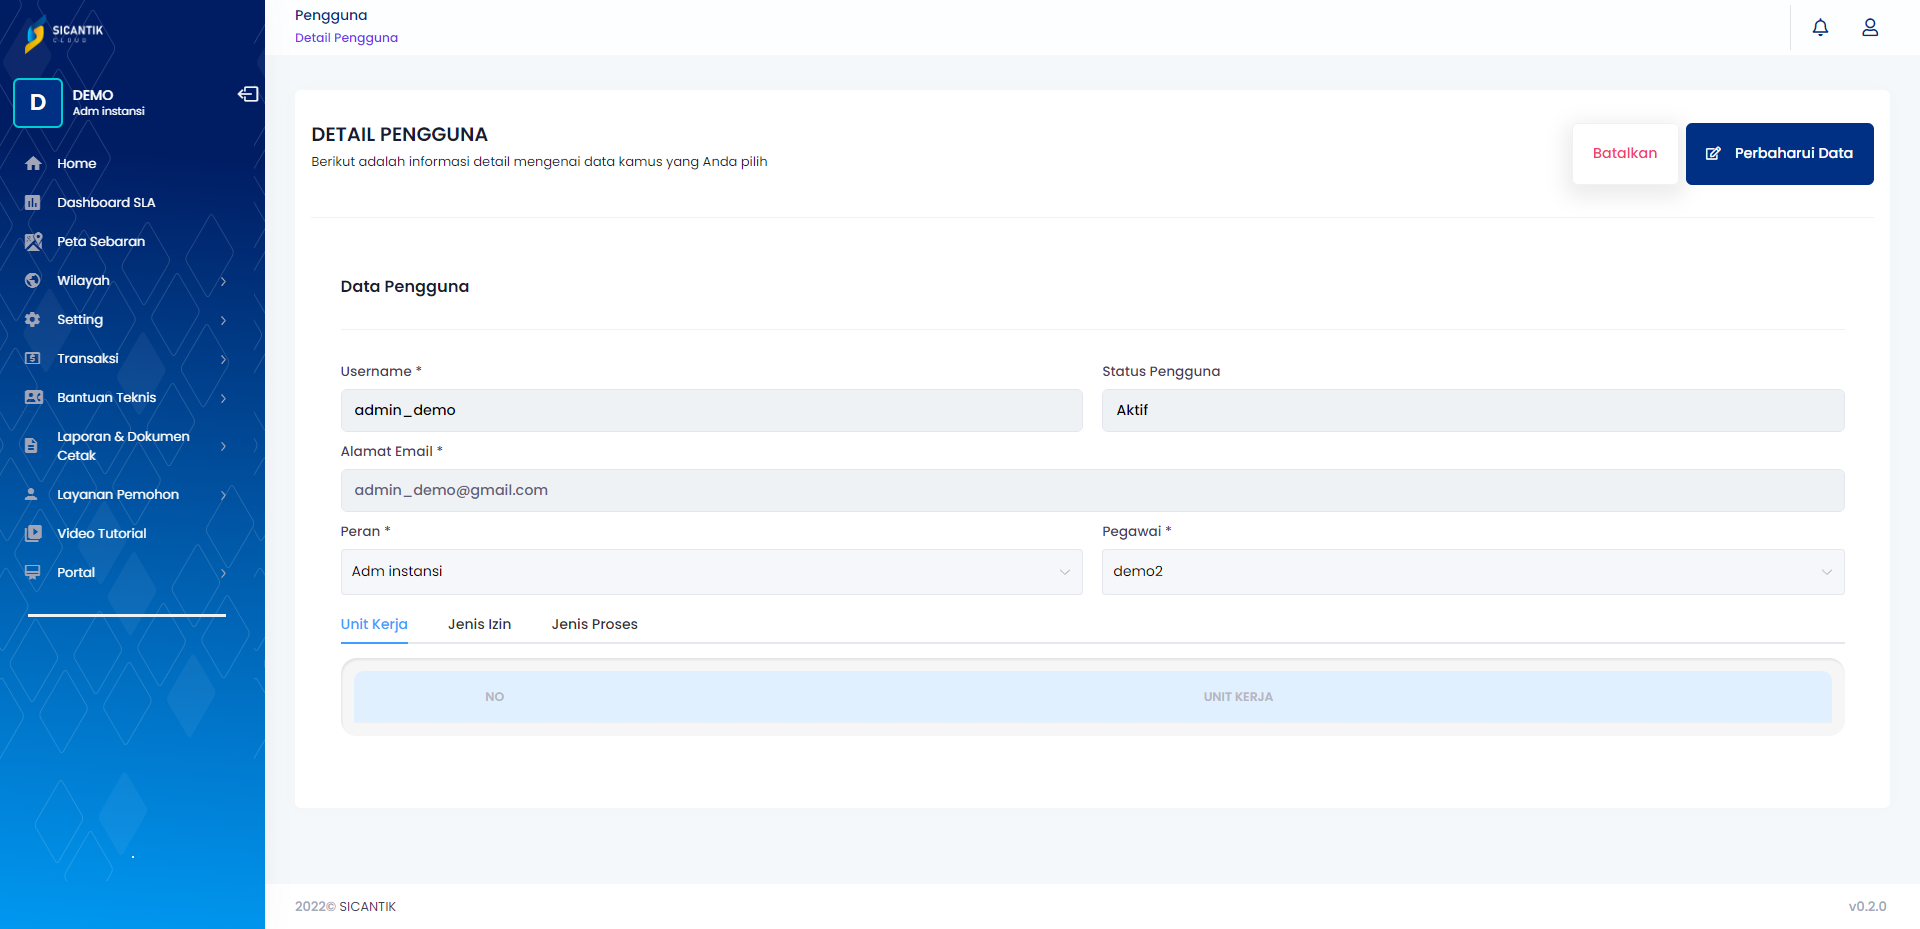 SICANTIK
CLOUD
D
DEMO
Adm instansi
Home
Dashboard SLA
Peta Sebaran
Wilayah
Setting
Transaksi
Bantuan Teknis
Laporan & Dokumen
Cetak
Layanan Pemohon
Video Tutorial
Portal
.
Pengguna
Detail Pengguna
DETAIL PENGGUNA
Berikut adalah informasi detail mengenai data kamus yang Anda pilih
Batalkan
Perbaharui Data
Data Pengguna
Username *
Status Pengguna
admin_demo
Aktif
Alamat Email *
admin_demo@gmail.com
Peran *
Pegawai *
Adm instansi
demo2
Unit Kerja
Jenis Izin
Jenis Proses
NO
UNIT KERJA
2022© SICANTIK
v0.2.0